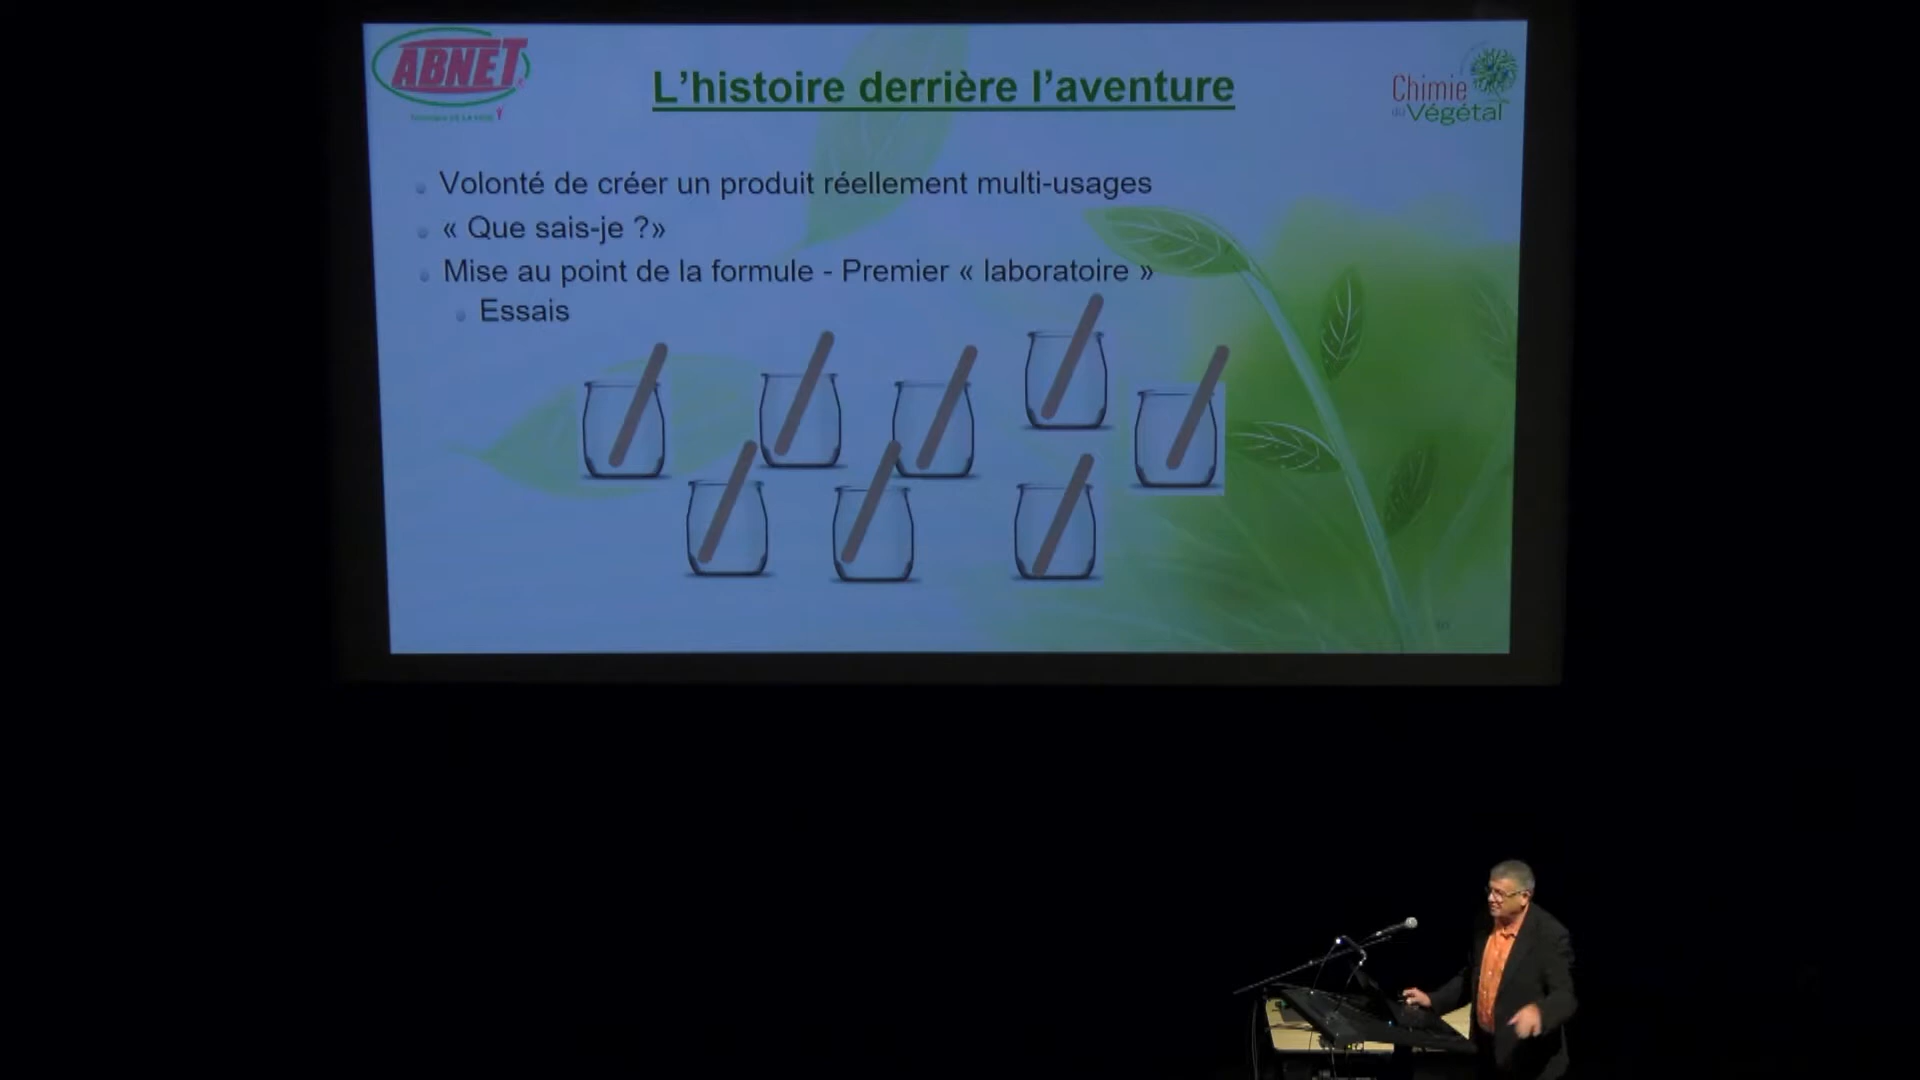 ABNET
L'histoire derrière l'aventure
Chimie
du Végétal
Volonté de créer un produit réellement multi-usages
« Que sais-je ?»
Mise au point de la formule - Premier « laboratoire »
Essais